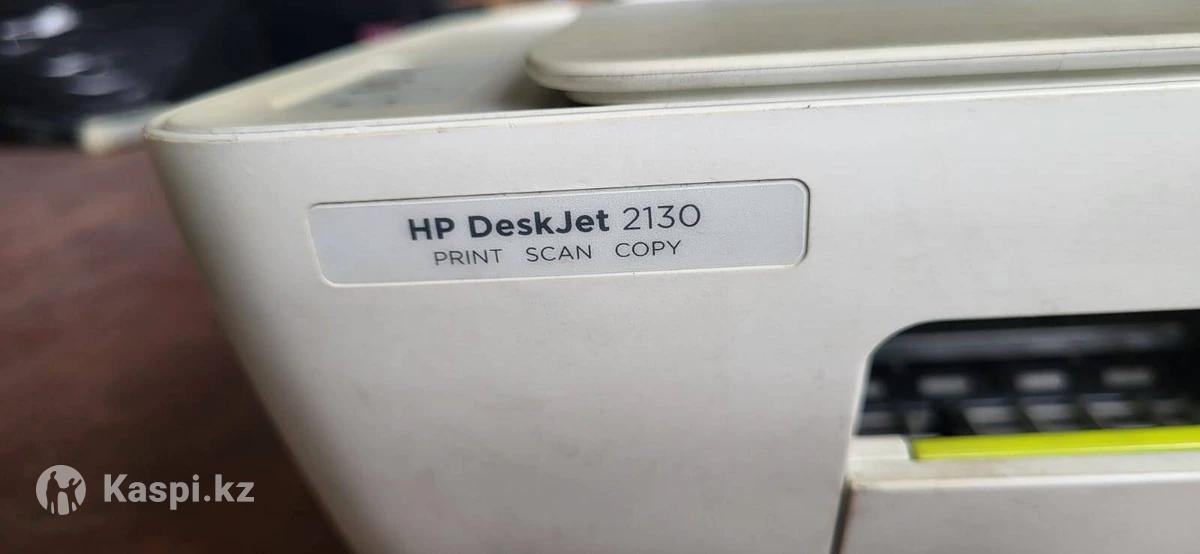 HP DeskJet 2130
PRINT SCAN COPY
Kaspi.kz